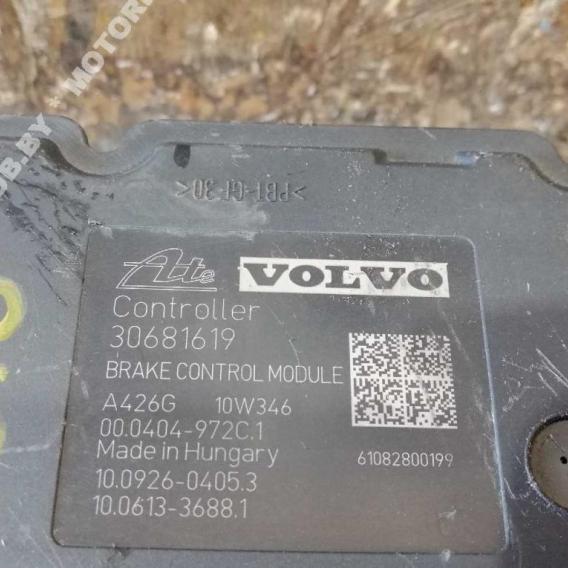 >PBT-GF30<
Ate VOLVO
Controller
30681619
BRAKE CONTROL MODULE
A426G 10W346
00.0404-972C.1
Made in Hungary 61082800199
10.0926-0405.3
10.0613-3688.1